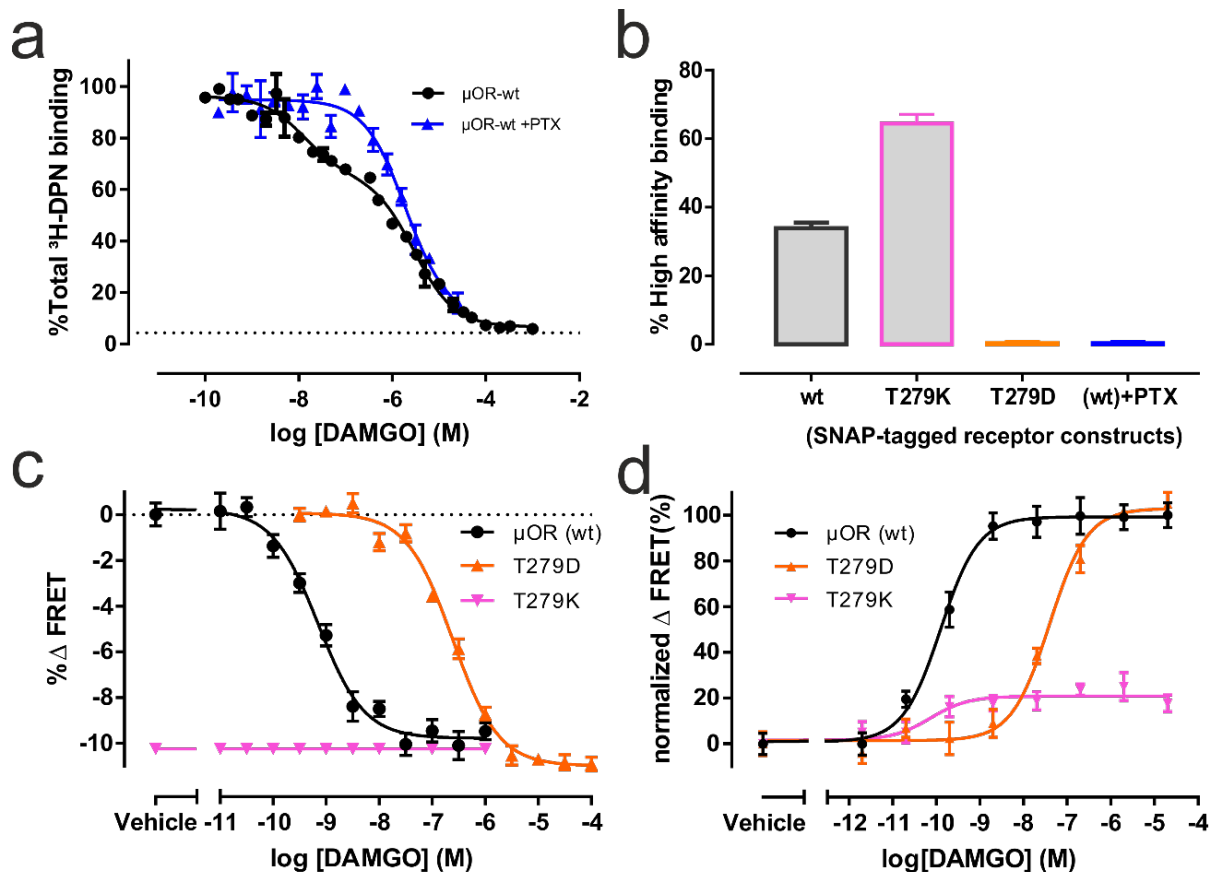 a
%Total ³H-DPN binding
100
80
60
40
20
0
µOR-wt
µOR-wt +PTX
-10
-8
-6
-4
-2
log [DAMGO] (M)
b
% High affinity binding
80
60
40
20
0
wt
T279K
T279D
(wt)+PTX
(SNAP-tagged receptor constructs)
c
%Δ FRET
0
-2
-4
-6
-8
-10
µOR (wt)
T279D
T279K
Vehicle
-11
-10
-9
-8
-7
-6
-5
-4
log [DAMGO] (M)
d
normalized Δ FRET(%)
100
80
60
40
20
0
µOR (wt)
T279D
T279K
Vehicle
-12
-11
-10
-9
-8
-7
-6
-5
-4
log[DAMGO] (M)